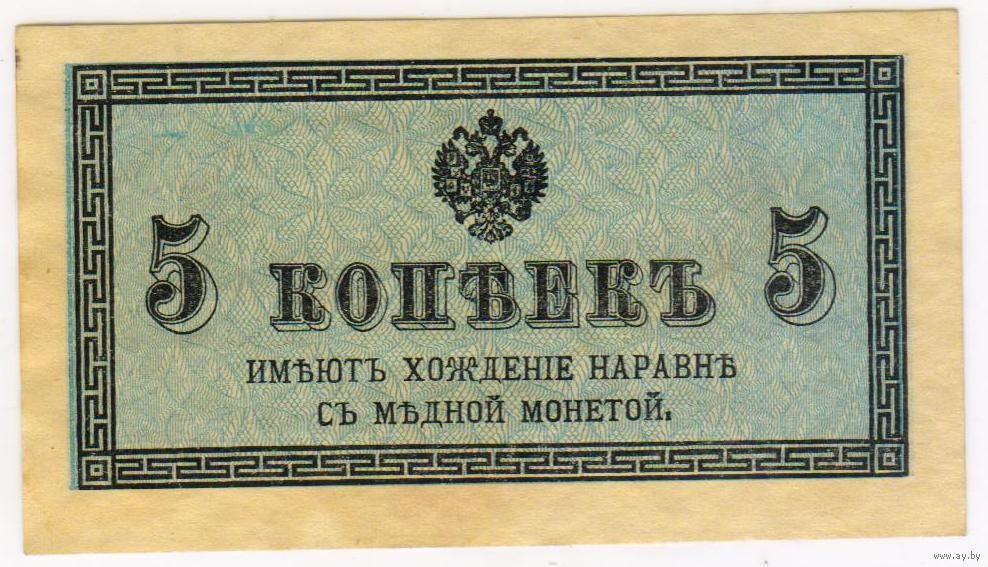 5 КОПѢЕКЪ 5
ИМѢЮТЪ ХОЖДЕНІЕ НАРАВНѢ
СЪ МѢДНОЙ МОНЕТОЙ.
www.ay.by